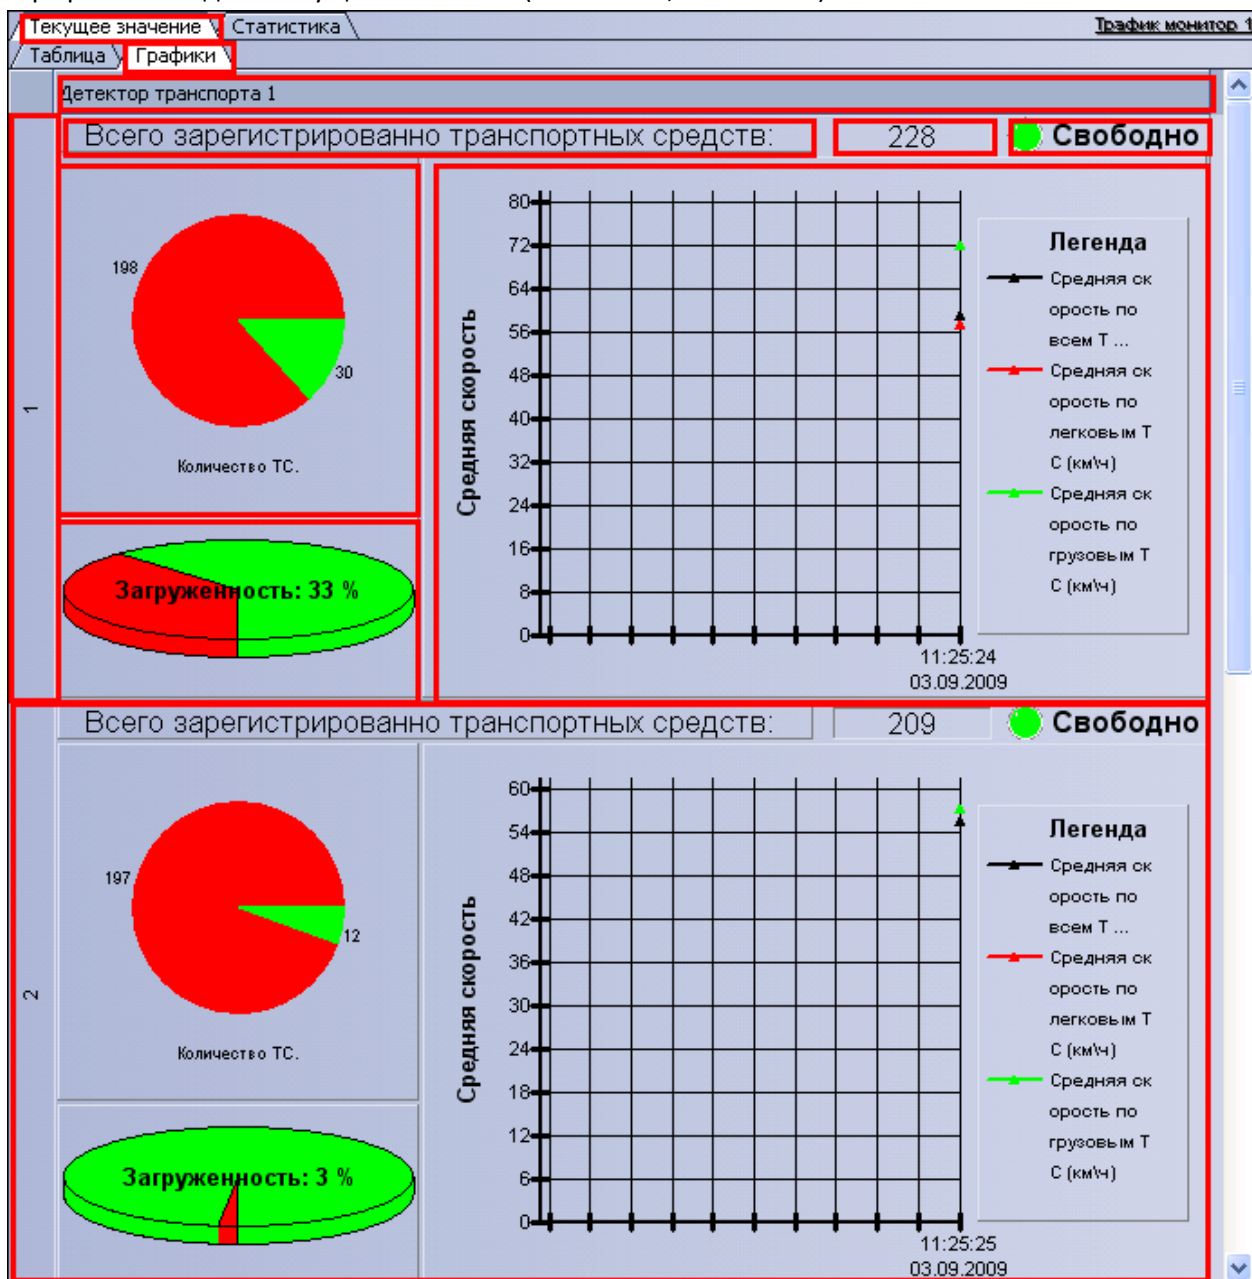 Текущее значение Статистика Трафик монитор 1
Таблица Графики
Детектор транспорта 1
1
Всего зарегистрированно транспортных средств: 228 Свободно
198
30
Количество ТС.
Загруженность: 33 %
Средняя скорость
80
72
64
56
48
40
32
24
16
8
0
11:25:24
03.09.2009
Легенда
Средняя ск
орость по
всем Т ...
Средняя ск
орость по
легковым Т
С (км\ч)
Средняя ск
орость по
грузовым Т
С (км\ч)
2
Всего зарегистрированно транспортных средств: 209 Свободно
197
12
Количество ТС.
Загруженность: 3 %
Средняя скорость
60
54
48
42
36
30
24
18
12
6
0
11:25:25
03.09.2009
Легенда
Средняя ск
орость по
всем Т ...
Средняя ск
орость по
легковым Т
С (км\ч)
Средняя ск
орость по
грузовым Т
С (км\ч)